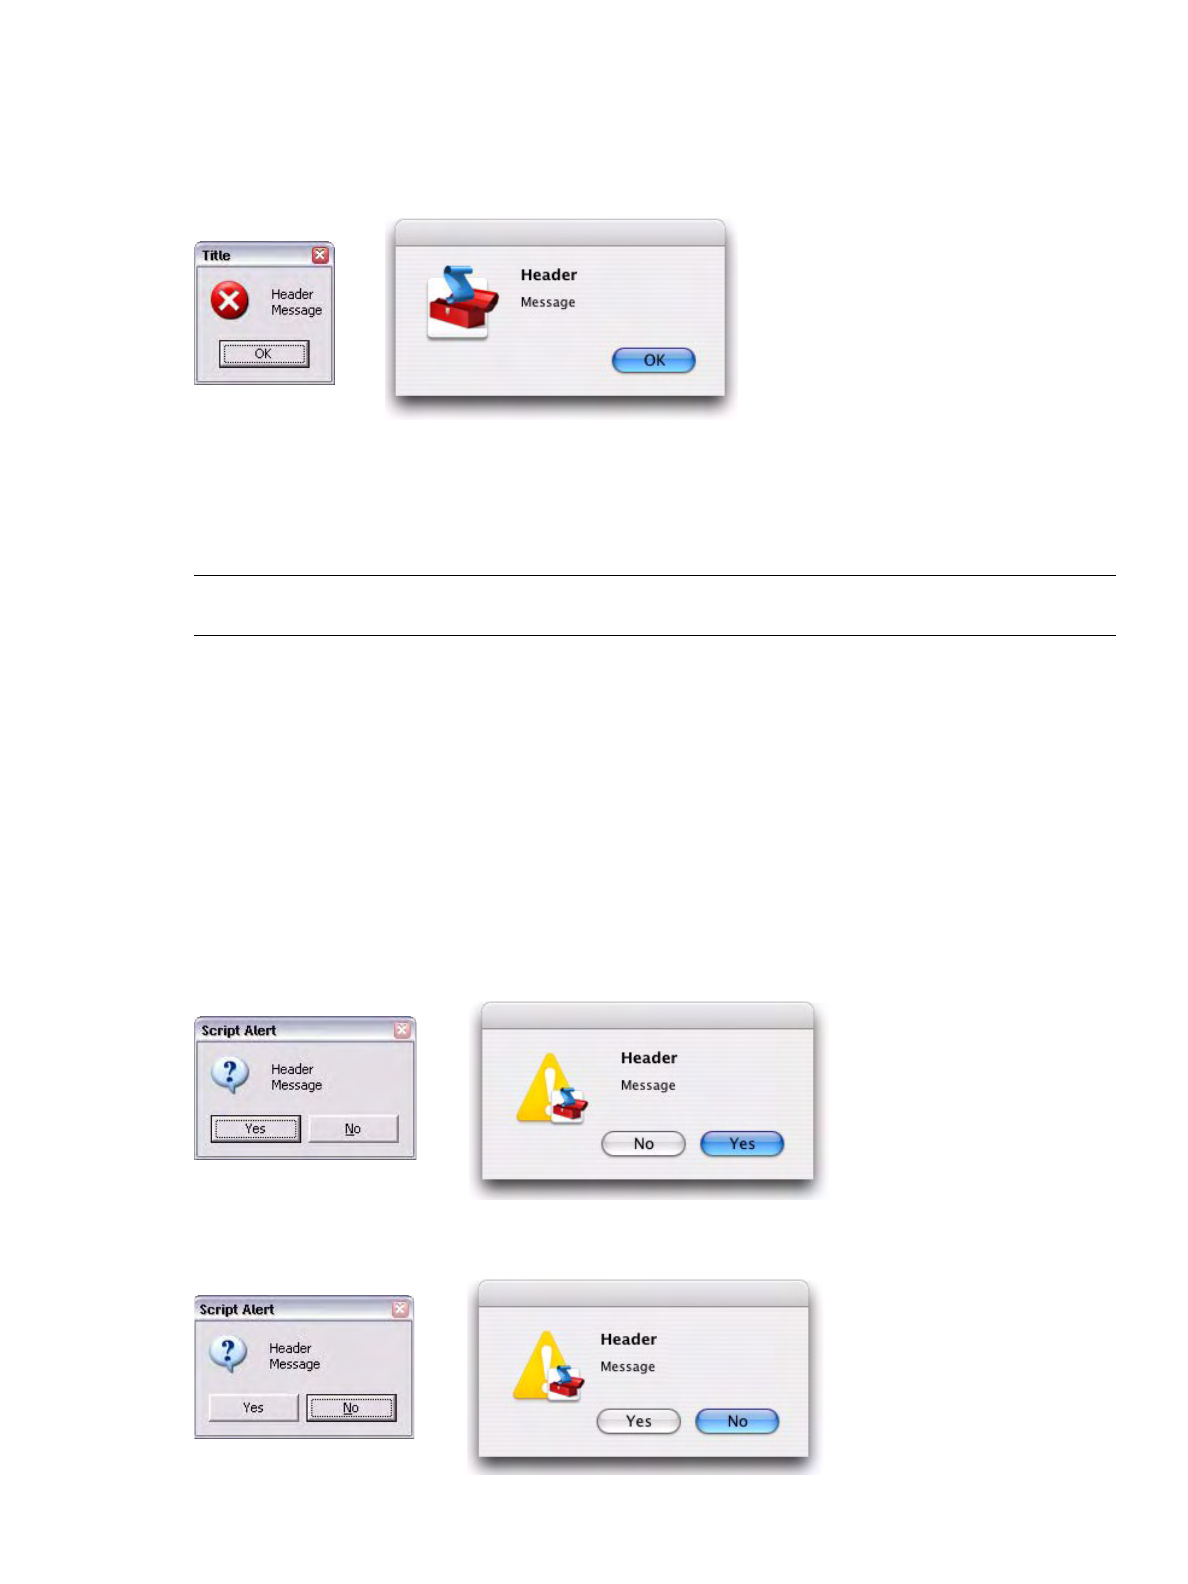 Title
Header
Message
OK
Header
Message
OK
Script Alert
Header
Message
Yes No
Header
Message
No Yes
Script Alert
Header
Message
Yes No
Header
Message
Yes No